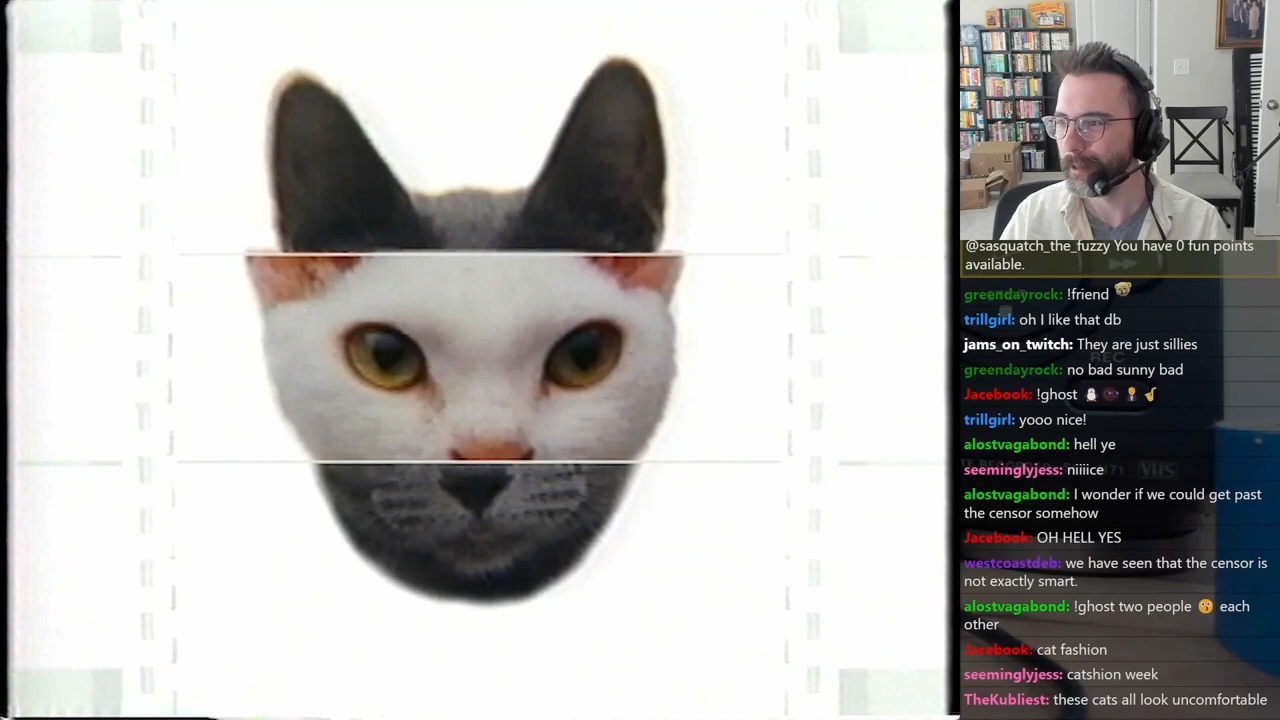 @sasquatch_the_fuzzy You have 0 fun points
available.
greendayrock: !friend
trillgirl: oh I like that db
jams_on_twitch: They are just sillies
REC
greendayrock: no bad sunny bad
Jacebook: !ghost
trillgirl: yooo nice!
alostvagabond: hell ye
seeminglyjess: niiiice
VHS
alostvagabond: I wonder if we could get past
the censor somehow
Jacebook: OH HELL YES
westcoastdeb: we have seen that the censor is
not exactly smart.
alostvagabond: !ghost two people 🤫 each
other
Jacebook: cat fashion
seeminglyjess: catshion week
TheKubliest: these cats all look uncomfortable